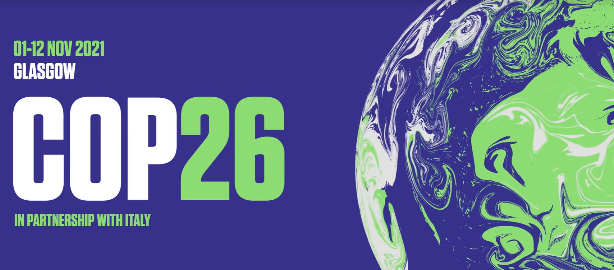 01-12 NOV 2021
GLASGOW
COP26
IN PARTNERSHIP WITH ITALY